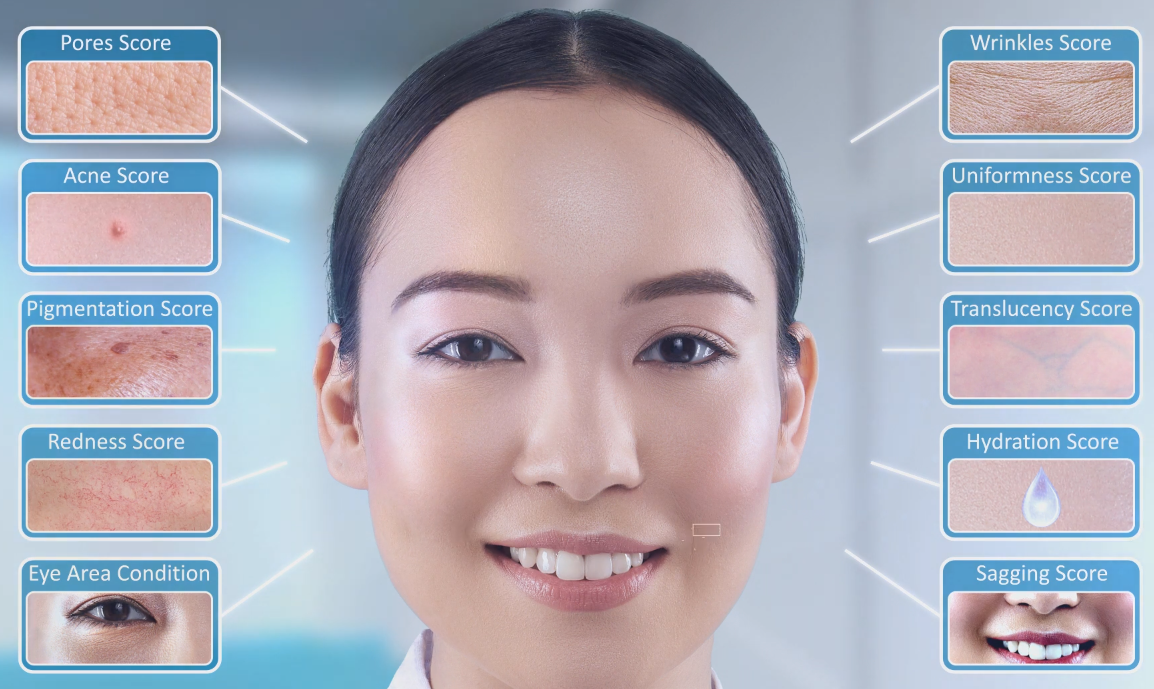 Pores Score
Acne Score
Pigmentation Score
Redness Score
Eye Area Condition
Wrinkles Score
Uniformness Score
Translucency Score
Hydration Score
Sagging Score